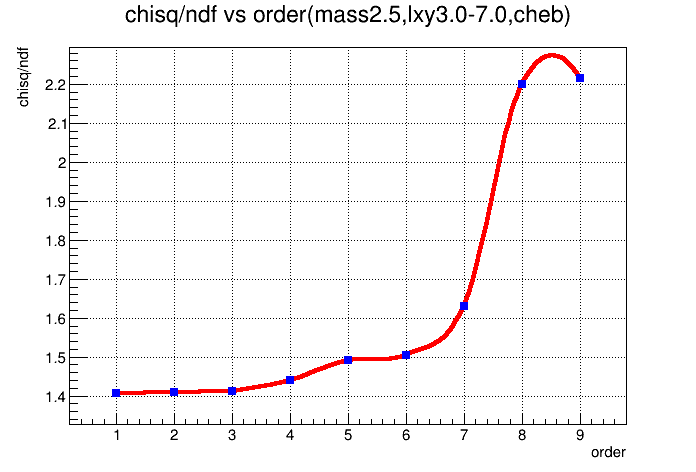 chisq/ndf vs order(mass2.5,lxy3.0-7.0,cheb)
chisq/ndf
2.2
2.1
2
1.9
1.8
1.7
1.6
1.5
1.4
1 2 3 4 5 6 7 8 9
order